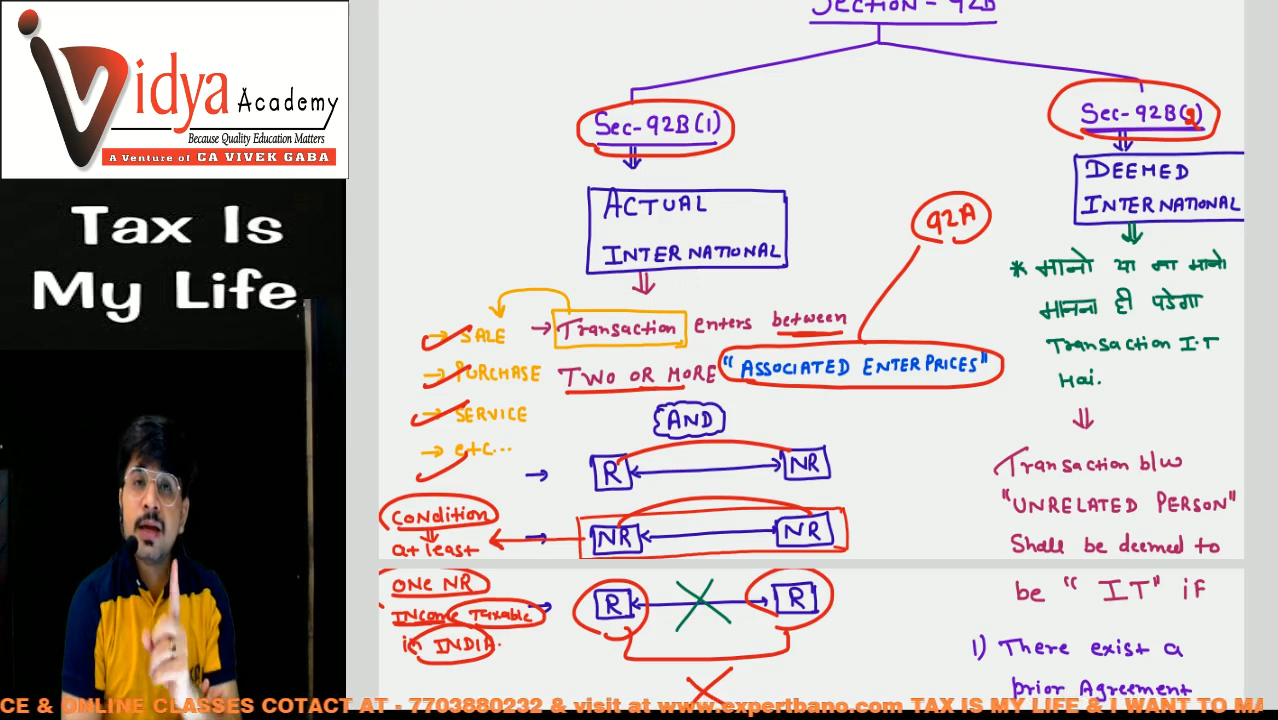 Vidya
Academy
Because Quality Education Matters
A Venture of CA VIVEK GABA
Tax Is
My Life
SECTION - 92B
Sec-92B(1)
ACTUAL
INTERNATIONAL
→ Transaction enters between
TWO OR MORE "ASSOCIATED ENTERPRICES"
92A
→ SALE
→ PURCHASE
→ SERVICE
→ etc...
AND
→ R NR
→ NR NR
→ R R
Condition
at least
ONE NR
INcome Taxable
in INDIA.
Sec-92B(2)
DEEMED
INTERNATIONAL
* मानो या ना मानो
मानना ही पडेगा
Transaction I.T
Hai.
Transaction b/w
"UNRELATED PERSON"
Shall be deemed to
be "IT" if
1) There exist a
prior Agreement
CE & ONLINE CLASSES COTACT AT - 7703880232 & visit at www.expertbano.com TAX IS MY LIFE & I WANT TO MA